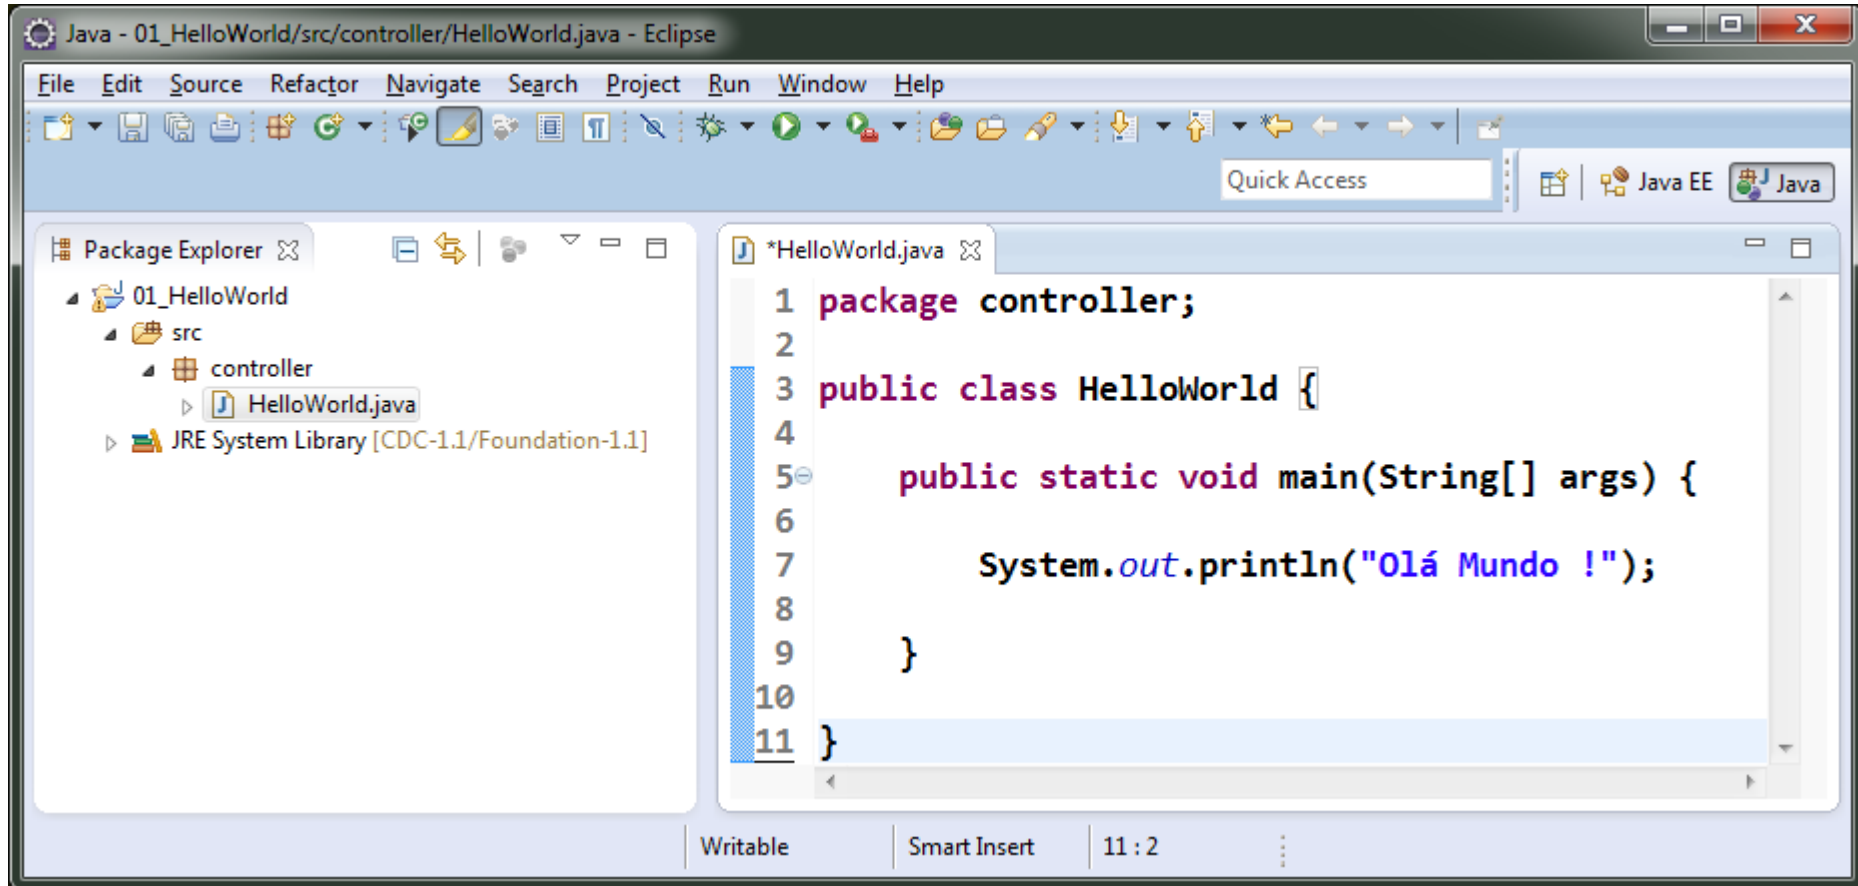 Java - 01_HelloWorld/src/controller/HelloWorld.java - Eclipse
File Edit Source Refactor Navigate Search Project Run Window Help
Quick Access
Java EE
Java
Package Explorer
01_HelloWorld
src
controller
HelloWorld.java
JRE System Library [CDC-1.1/Foundation-1.1]
*HelloWorld.java
1 package controller;
2
3 public class HelloWorld {
4
5 public static void main(String[] args) {
6
7 System.out.println("Olá Mundo !");
8
9 }
10
11 }
Writable
Smart Insert
11 : 2